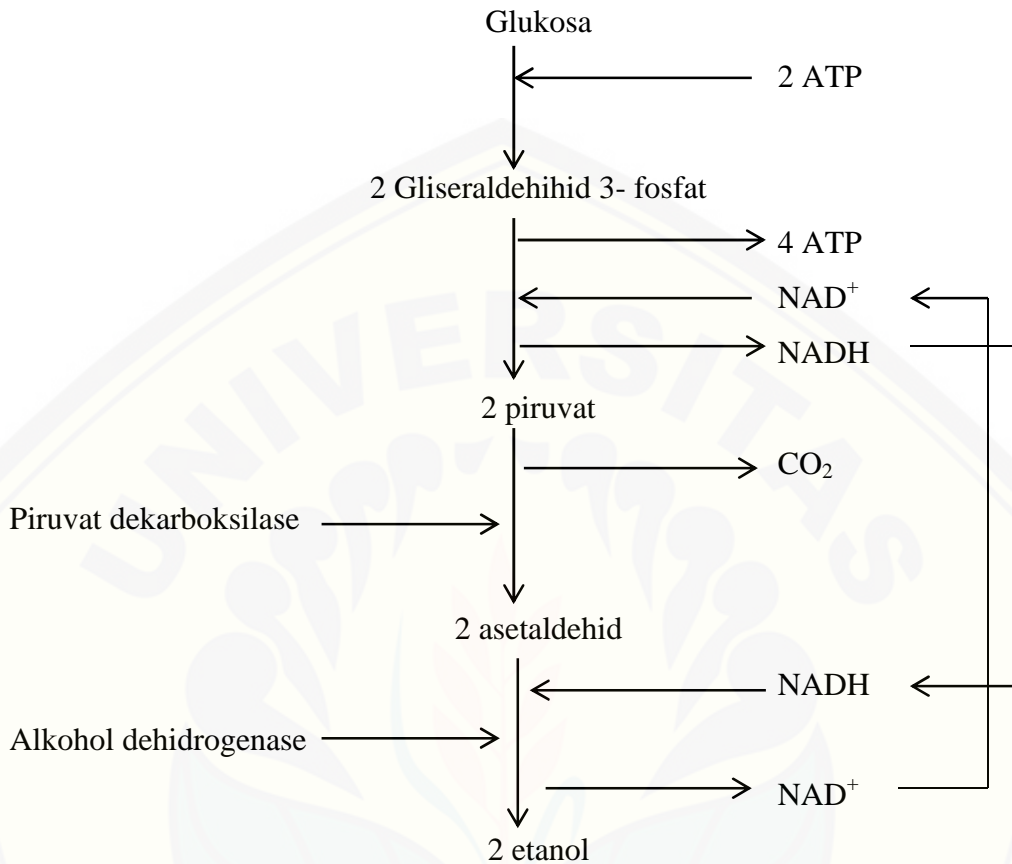 Glukosa
2 ATP
2 Gliseraldehihid 3- fosfat
4 ATP
NAD⁺
NADH
2 piruvat
CO₂
Piruvat dekarboksilase
2 asetaldehid
NADH
Alkohol dehidrogenase
NAD⁺
2 etanol
UNIVERSITAS